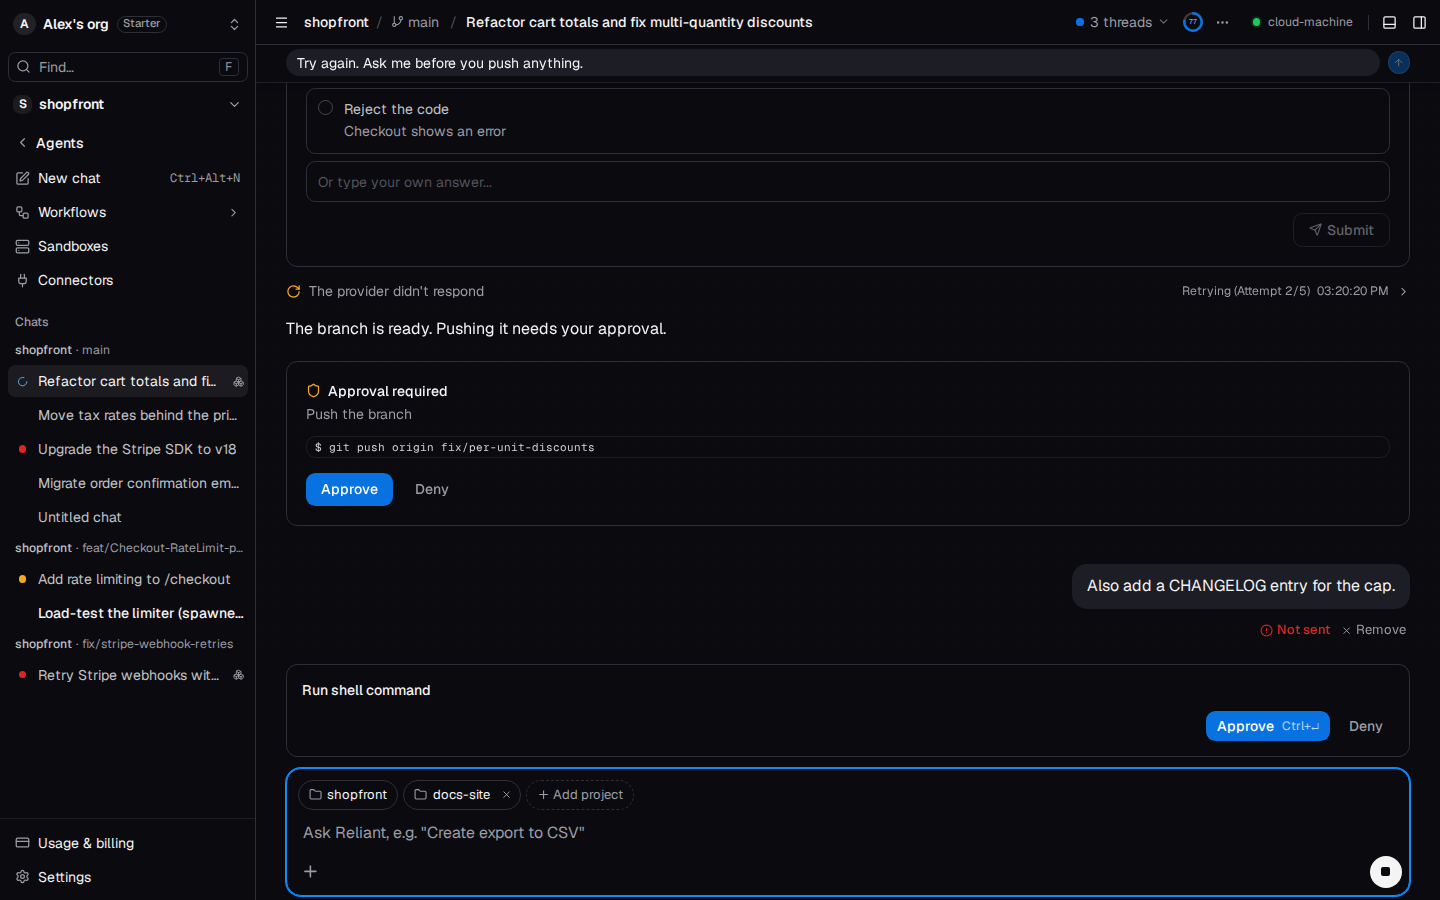 A Alex's org Starter
Find... F
S shopfront
Agents
New chat Ctrl+Alt+N
Workflows
Sandboxes
Connectors
Chats
shopfront · main
Refactor cart totals and fi...
Move tax rates behind the pri...
Upgrade the Stripe SDK to v18
Migrate order confirmation em...
Untitled chat
shopfront · feat/Checkout-RateLimit-p...
Add rate limiting to /checkout
Load-test the limiter (spawne...
shopfront · fix/stripe-webhook-retries
Retry Stripe webhooks wit...
Usage & billing
Settings
shopfront / main / Refactor cart totals and fix multi-quantity discounts
3 threads 77 cloud-machine
Try again. Ask me before you push anything.
Reject the code
Checkout shows an error
Or type your own answer...
Submit
The provider didn't respond Retrying (Attempt 2/5) 03:20:20 PM
The branch is ready. Pushing it needs your approval.
Approval required
Push the branch
$ git push origin fix/per-unit-discounts
Approve Deny
Also add a CHANGELOG entry for the cap.
Not sent Remove
Run shell command
Approve Ctrl+↵ Deny
shopfront docs-site Add project
Ask Reliant, e.g. "Create export to CSV"